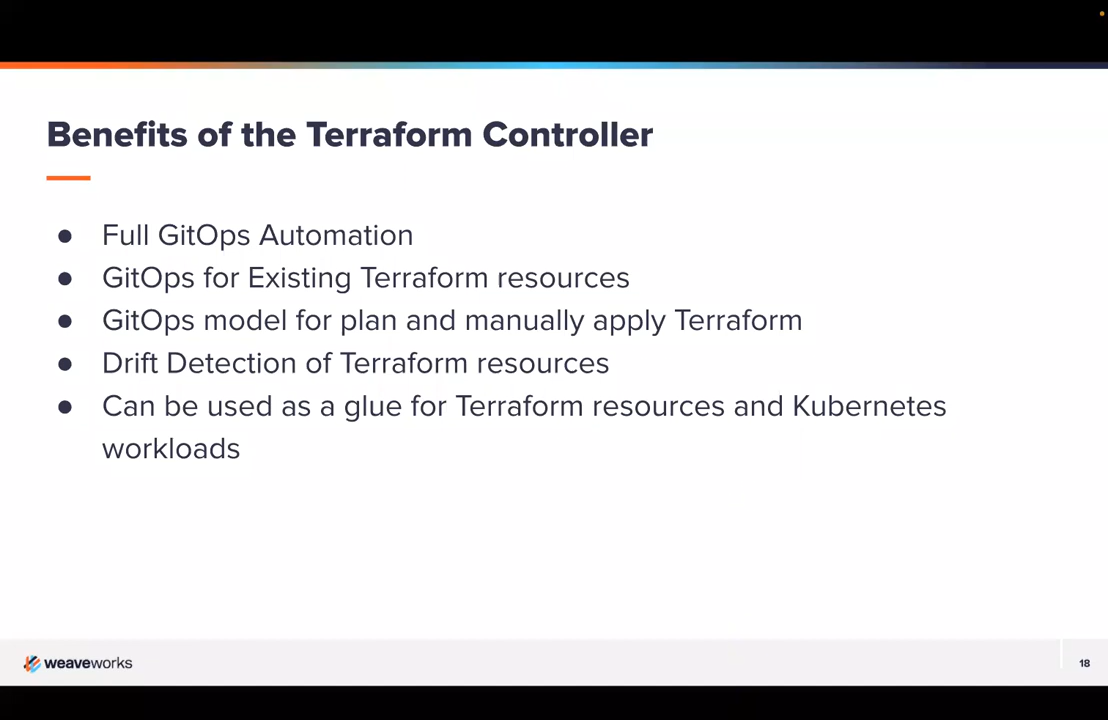 Benefits of the Terraform Controller
● Full GitOps Automation
● GitOps for Existing Terraform resources
● GitOps model for plan and manually apply Terraform
● Drift Detection of Terraform resources
● Can be used as a glue for Terraform resources and Kubernetes
workloads
weaveworks
18